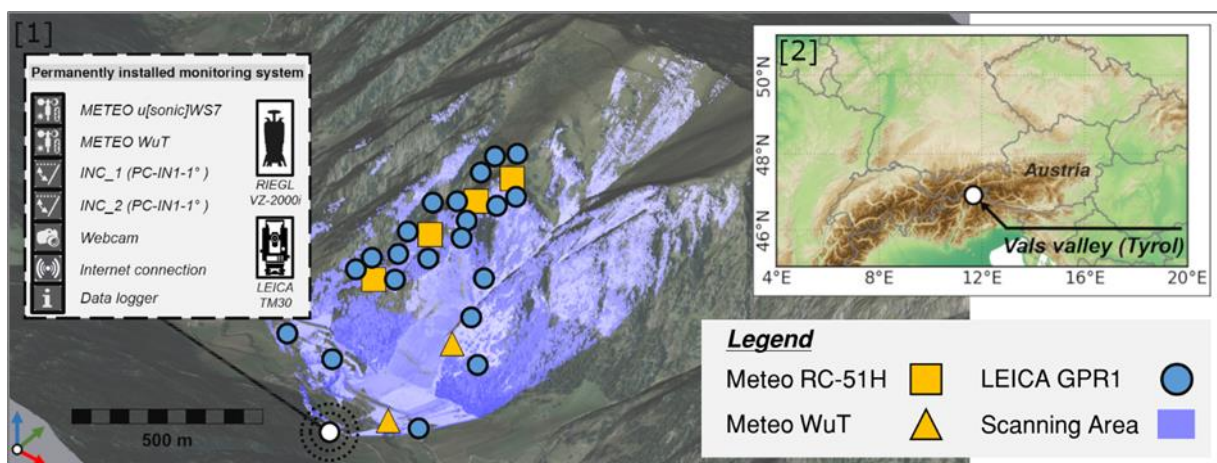 [1]
Permanently installed monitoring system
METEO u[sonic]WS7
METEO WuT
INC_1 (PC-IN1-1°)
INC_2 (PC-IN1-1°)
Webcam
Internet connection
Data logger
RIEGL
VZ-2000i
LEICA
TM30
500 m
[2]
50°N
48°N
46°N
4°E 8°E 12°E 16°E 20°E
Austria
Vals valley (Tyrol)
Legend
Meteo RC-51H
LEICA GPR1
Meteo WuT
Scanning Area